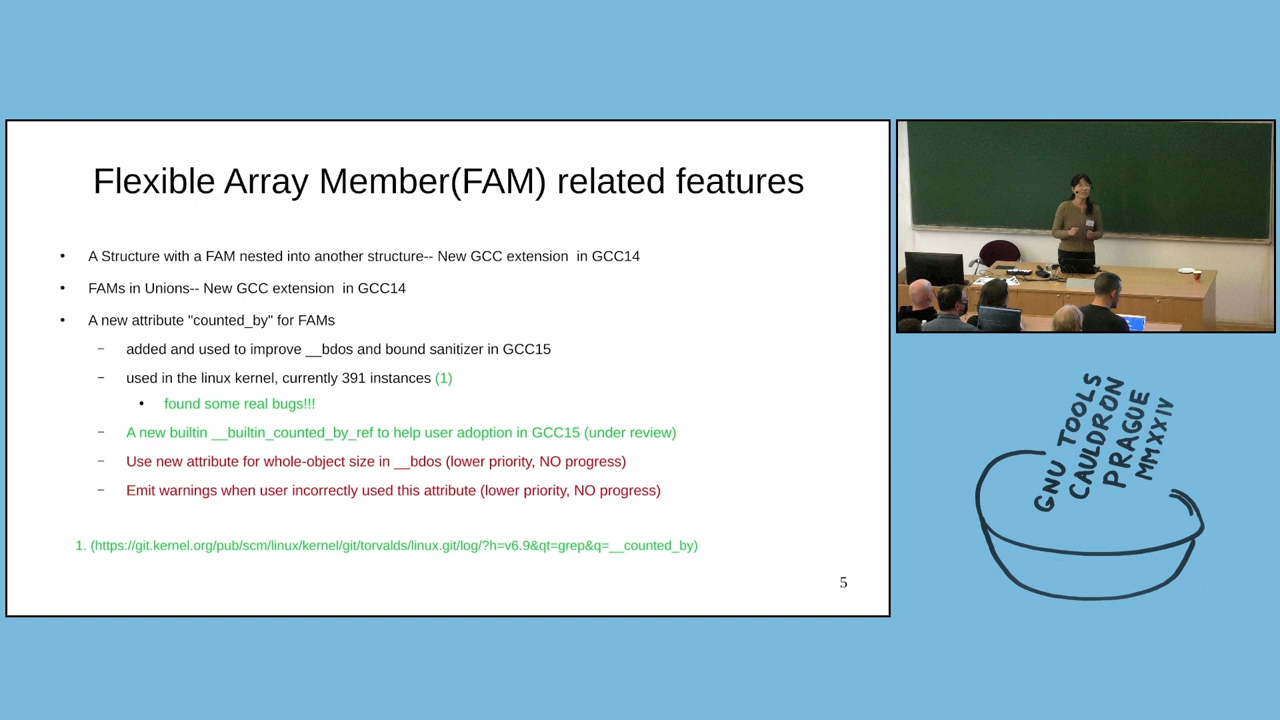 Flexible Array Member(FAM) related features
• A Structure with a FAM nested into another structure-- New GCC extension in GCC14
• FAMs in Unions-- New GCC extension in GCC14
• A new attribute "counted_by" for FAMs
– added and used to improve __bdos and bound sanitizer in GCC15
– used in the linux kernel, currently 391 instances (1)
• found some real bugs!!!
– A new builtin __builtin_counted_by_ref to help user adoption in GCC15 (under review)
– Use new attribute for whole-object size in __bdos (lower priority, NO progress)
– Emit warnings when user incorrectly used this attribute (lower priority, NO progress)
1. (https://git.kernel.org/pub/scm/linux/kernel/git/torvalds/linux.git/log/?h=v6.9&qt=grep&q=__counted_by)
5
GNU TOOLS
CAULDRON
PRAGUE
MMXXIV